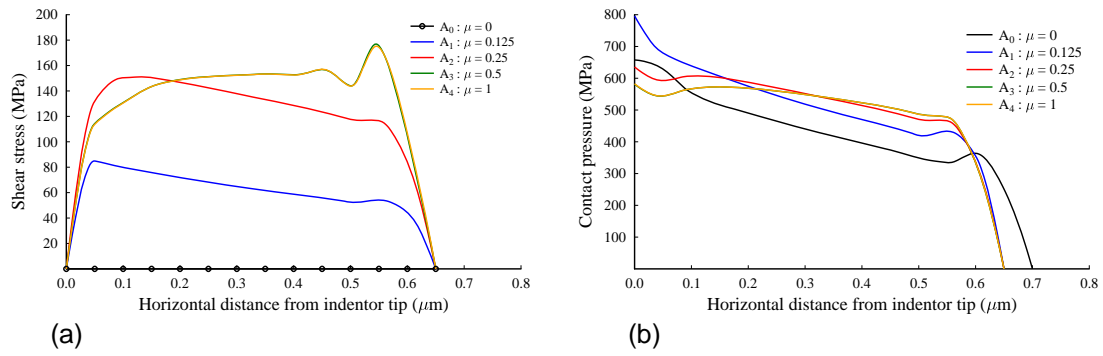 200
180
160
140
120
100
80
60
40
20
Shear stress (MPa)
A₀ : μ = 0
A₁ : μ = 0.125
A₂ : μ = 0.25
A₃ : μ = 0.5
A₄ : μ = 1
0.0 0.1 0.2 0.3 0.4 0.5 0.6 0.7 0.8
Horizontal distance from indentor tip (μm)
(a)
800
700
600
500
400
300
200
100
Contact pressure (MPa)
A₀ : μ = 0
A₁ : μ = 0.125
A₂ : μ = 0.25
A₃ : μ = 0.5
A₄ : μ = 1
0.0 0.1 0.2 0.3 0.4 0.5 0.6 0.7 0.8
Horizontal distance from indentor tip (μm)
(b)